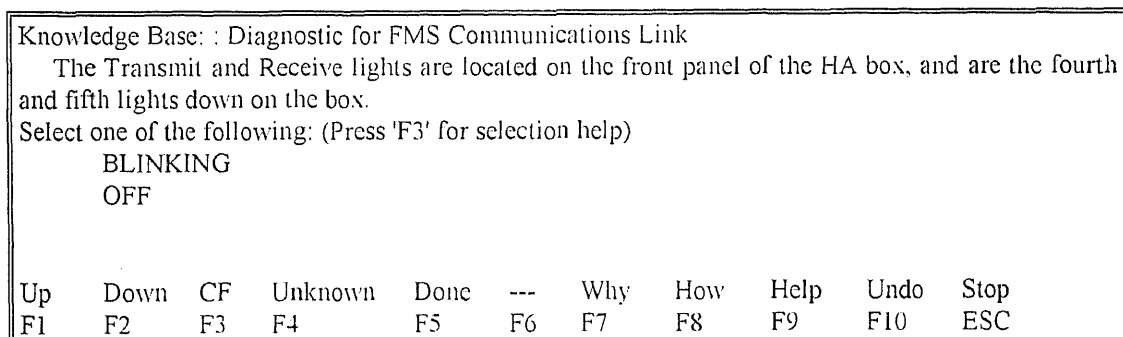 Knowledge Base: : Diagnostic for FMS Communications Link
The Transmit and Receive lights are located on the front panel of the HA box, and are the fourth
and fifth lights down on the box.
Select one of the following: (Press 'F3' for selection help)
BLINKING
OFF
Up Down CF Unknown Done --- Why How Help Undo Stop
F1 F2 F3 F4 F5 F6 F7 F8 F9 F10 ESC